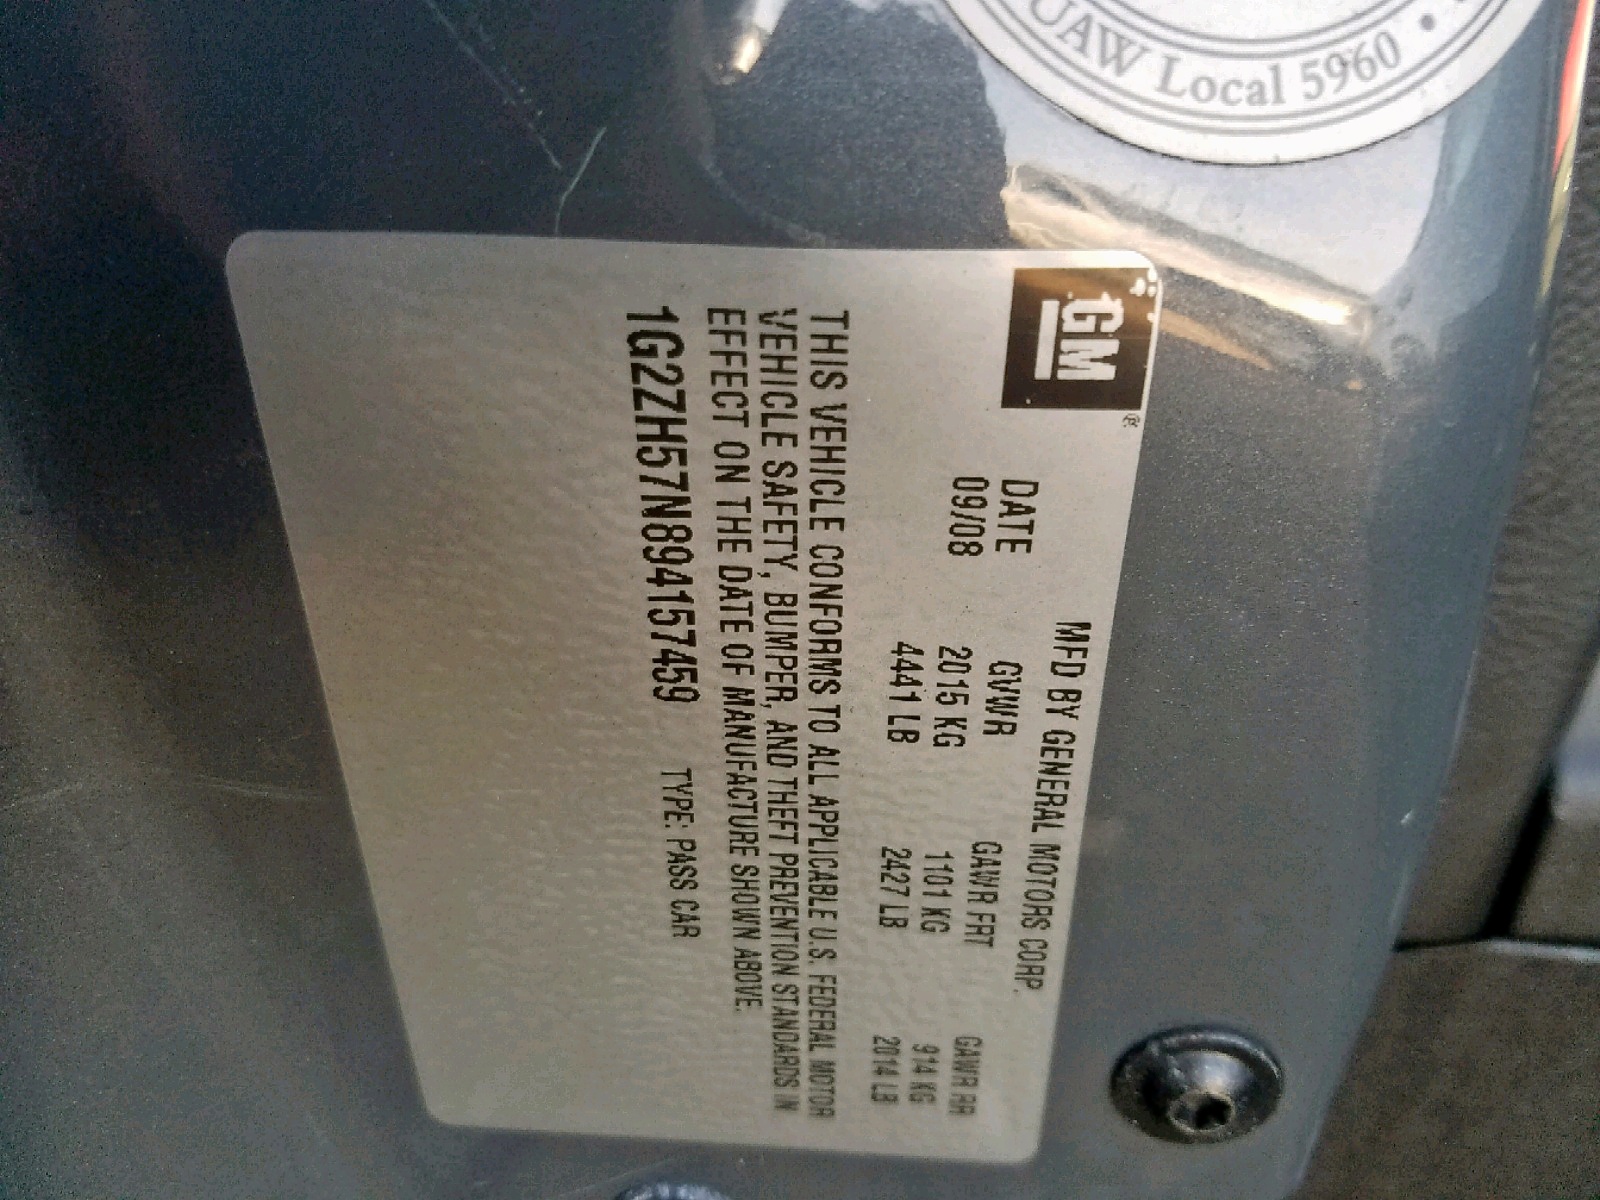 UAW Local 5960 •
GM
®
MFD BY GENERAL MOTORS CORP.
DATE GVWR GAWR FRT GAWR RR
09/08 2015 KG 1101 KG 914 KG
4441 LB 2427 LB 2014 LB
THIS VEHICLE CONFORMS TO ALL APPLICABLE U.S. FEDERAL MOTOR
VEHICLE SAFETY, BUMPER, AND THEFT PREVENTION STANDARDS IN
EFFECT ON THE DATE OF MANUFACTURE SHOWN ABOVE.
1G2ZH57N894157459 TYPE: PASS CAR